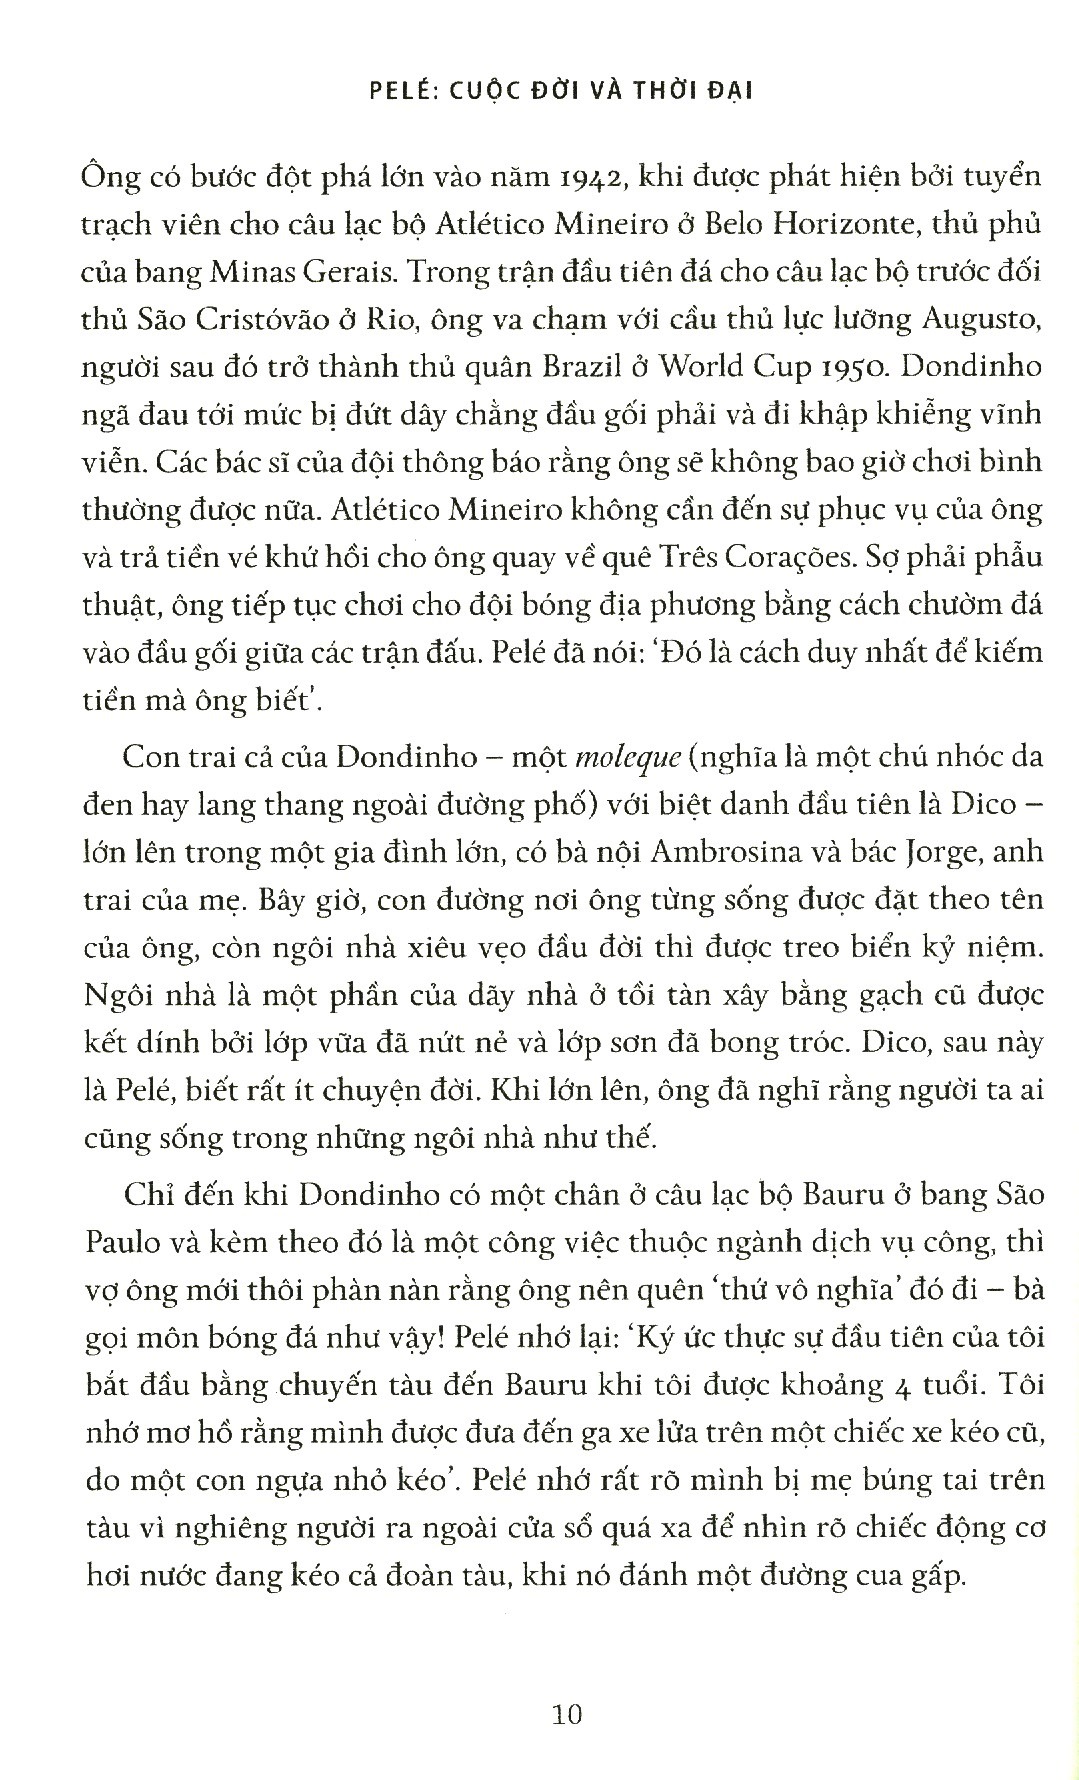 PELÉ: CUỘC ĐỜI VÀ THỜI ĐẠI
Ông có bước đột phá lớn vào năm 1942, khi được phát hiện bởi tuyển
trạch viên cho câu lạc bộ Atlético Mineiro ở Belo Horizonte, thủ phủ
của bang Minas Gerais. Trong trận đầu tiên đá cho câu lạc bộ trước đối
thủ São Cristóvão ở Rio, ông va chạm với cầu thủ lực lưỡng Augusto,
người sau đó trở thành thủ quân Brazil ở World Cup 1950. Dondinho
ngã đau tới mức bị đứt dây chằng đầu gối phải và đi khập khiễng vĩnh
viễn. Các bác sĩ của đội thông báo rằng ông sẽ không bao giờ chơi bình
thường được nữa. Atlético Mineiro không cần đến sự phục vụ của ông
và trả tiền vé khứ hồi cho ông quay về quê Três Corações. Sợ phải phẫu
thuật, ông tiếp tục chơi cho đội bóng địa phương bằng cách chườm đá
vào đầu gối giữa các trận đấu. Pelé đã nói: ‘Đó là cách duy nhất để kiếm
tiền mà ông biết'.
Con trai cả của Dondinho – một moleque (nghĩa là một chú nhóc da
đen hay lang thang ngoài đường phố) với biệt danh đầu tiên là Dico –
lớn lên trong một gia đình lớn, có bà nội Ambrosina và bác Jorge, anh
trai của mẹ. Bây giờ, con đường nơi ông từng sống được đặt theo tên
của ông, còn ngôi nhà xiêu vẹo đầu đời thì được treo biển kỷ niệm.
Ngôi nhà là một phần của dãy nhà ở tồi tàn xây bằng gạch cũ được
kết dính bởi lớp vữa đã nứt nẻ và lớp sơn đã bong tróc. Dico, sau này
là Pelé, biết rất ít chuyện đời. Khi lớn lên, ông đã nghĩ rằng người ta ai
cũng sống trong những ngôi nhà như thế.
Chỉ đến khi Dondinho có một chân ở câu lạc bộ Bauru ở bang São
Paulo và kèm theo đó là một công việc thuộc ngành dịch vụ công, thì
vợ ông mới thôi phàn nàn rằng ông nên quên ‘thứ vô nghĩa’ đó đi – bà
gọi môn bóng đá như vậy! Pelé nhớ lại: ‘Ký ức thực sự đầu tiên của tôi
bắt đầu bằng chuyến tàu đến Bauru khi tôi được khoảng 4 tuổi. Tôi
nhớ mơ hồ rằng mình được đưa đến ga xe lửa trên một chiếc xe kéo cũ,
do một con ngựa nhỏ kéo’. Pelé nhớ rất rõ mình bị mẹ búng tai trên
tàu vì nghiêng người ra ngoài cửa sổ quá xa để nhìn rõ chiếc động cơ
hơi nước đang kéo cả đoàn tàu, khi nó đánh một đường cua gấp.
10